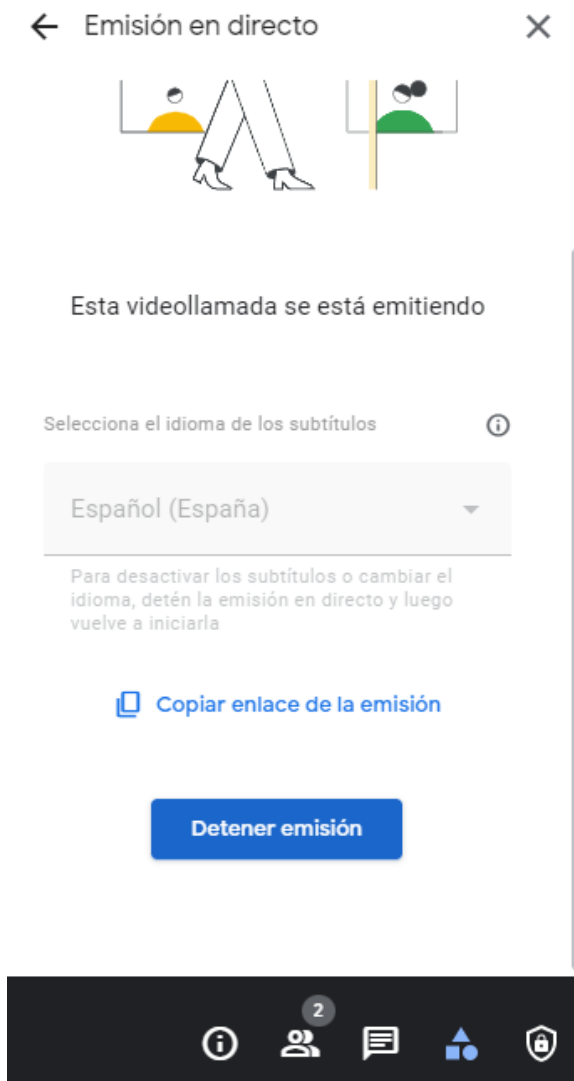 Emisión en directo
Esta videollamada se está emitiendo
Selecciona el idioma de los subtítulos
Español (España)
Para desactivar los subtítulos o cambiar el
idioma, detén la emisión en directo y luego
vuelve a iniciarla
Copiar enlace de la emisión
Detener emisión
2